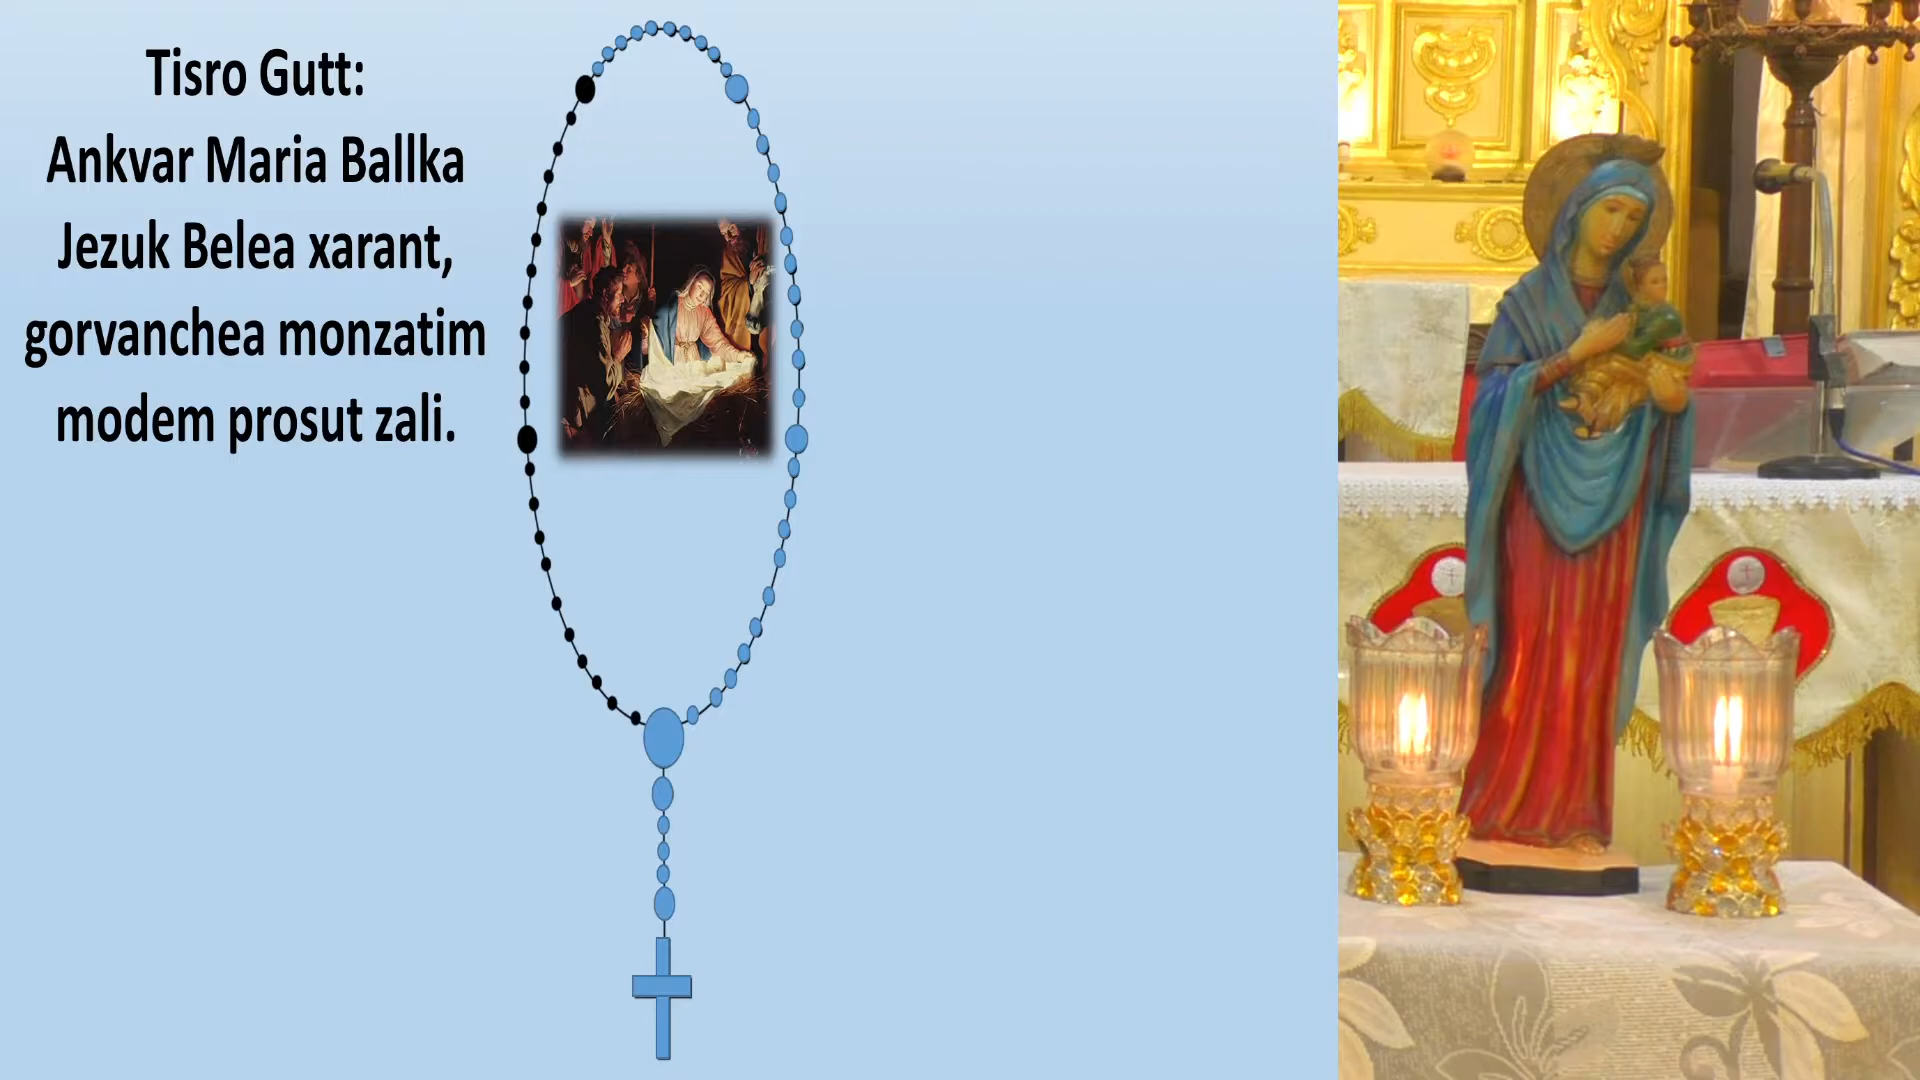 Tisro Gutt:
Ankvar Maria Ballka
Jezuk Belea xarant,
gorvanchea monzatim
modem prosut zali.